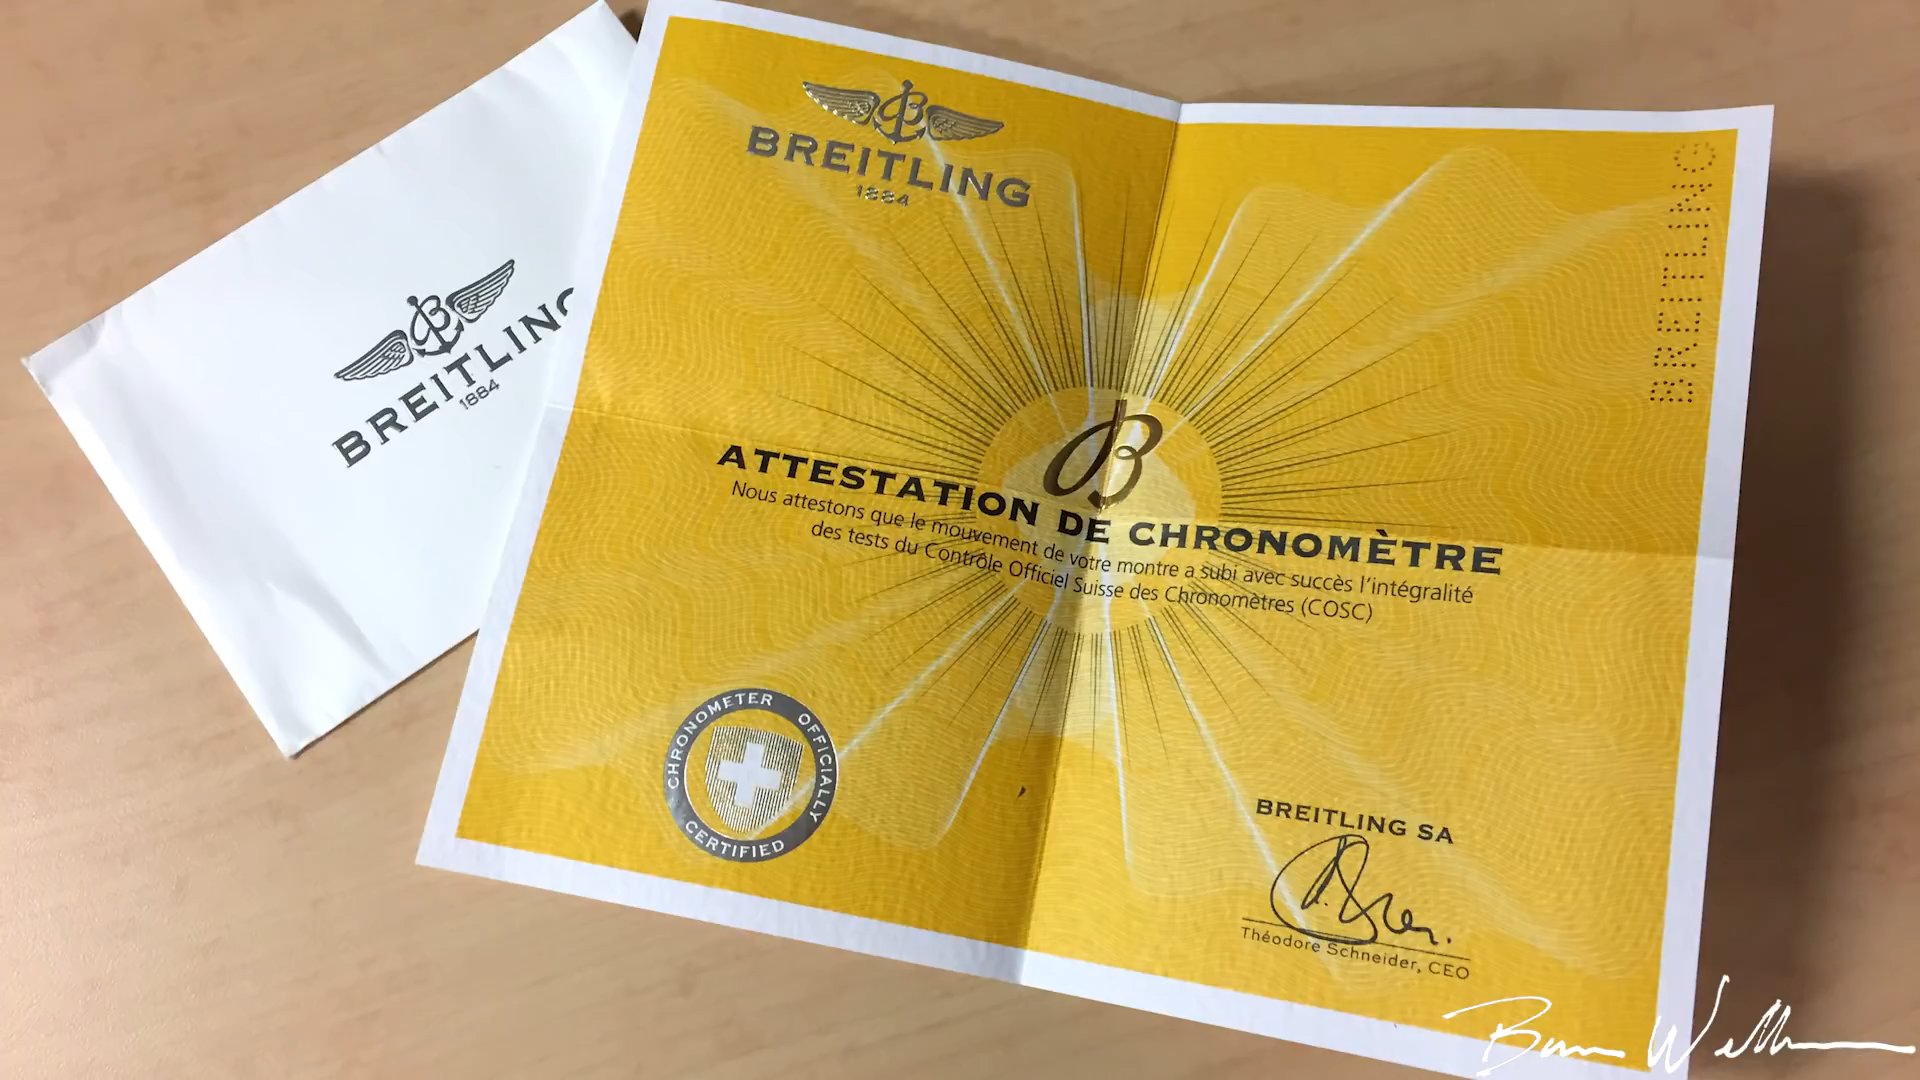 BREITLING
1884
BREITLING
1884
BREITLING
ATTESTATION DE CHRONOMÈTRE
Nous attestons que le mouvement de votre montre a subi avec succès l'intégralité
des tests du Contrôle Officiel Suisse des Chronomètres (COSC)
CHRONOMETER OFFICIALLY
CERTIFIED
BREITLING SA
Théodore Schneider, CEO